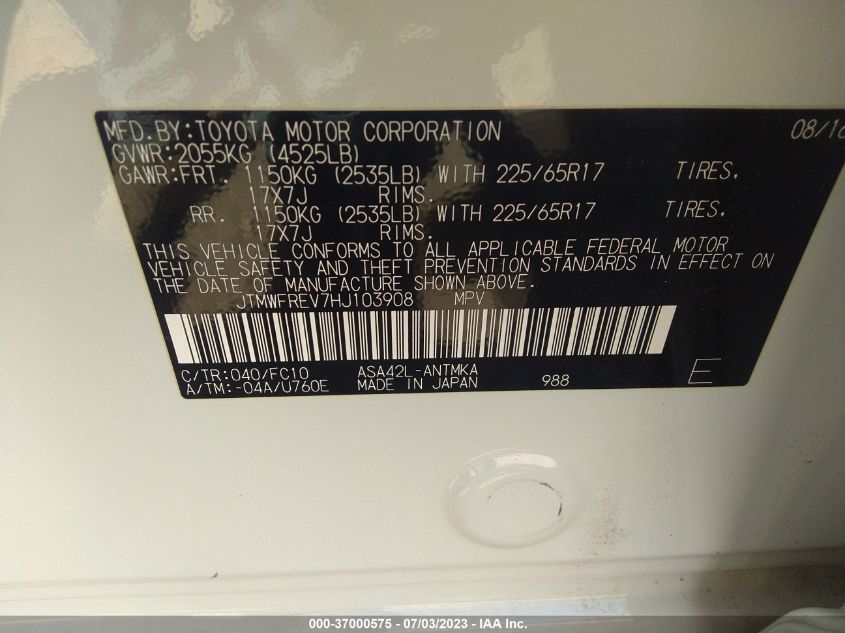 MFD.BY:TOYOTA MOTOR CORPORATION 08/16
GVWR:2055KG (4525LB)
GAWR:FRT. 1150KG (2535LB) WITH 225/65R17 TIRES.
17X7J RIMS.
RR. 1150KG (2535LB) WITH 225/65R17 TIRES.
17X7J RIMS.
THIS VEHICLE CONFORMS TO ALL APPLICABLE FEDERAL MOTOR
VEHICLE SAFETY AND THEFT PREVENTION STANDARDS IN EFFECT ON
THE DATE OF MANUFACTURE SHOWN ABOVE.
JTMWFREV7HJ103908 MPV
C/TR:040/FC10 ASA42L-ANTMKA
A/TM:-04A/U760E MADE IN JAPAN 988 E
000-37000575 - 07/03/2023 - IAA Inc.